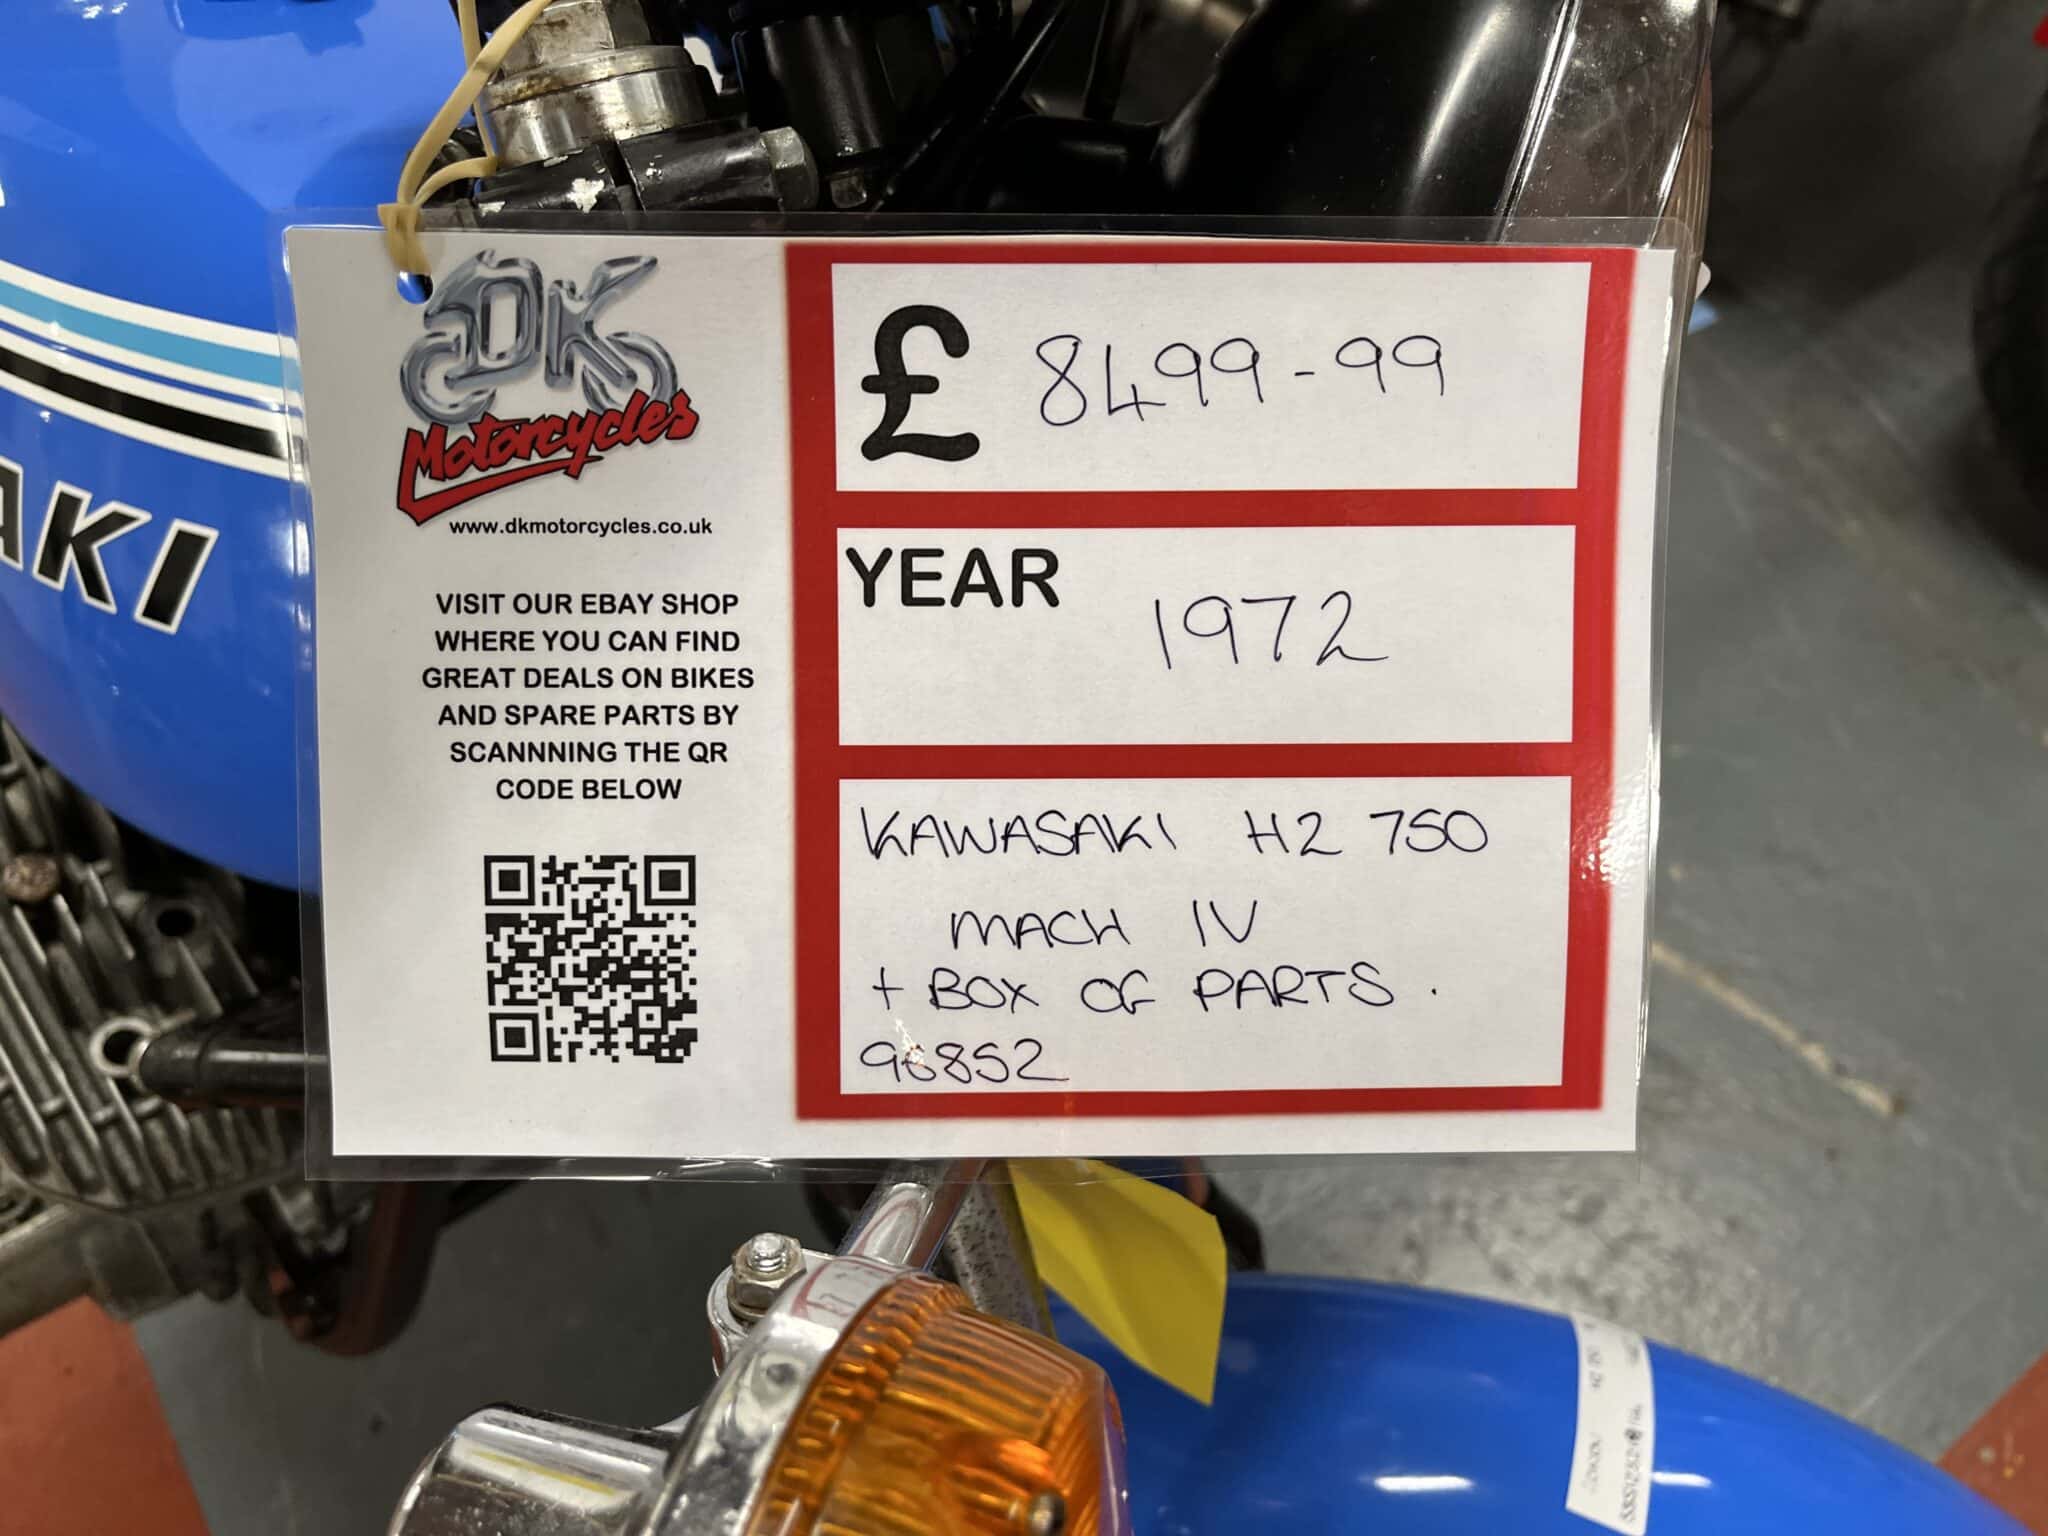 AKI
DK
Motorcycles
www.dkmotorcycles.co.uk
VISIT OUR EBAY SHOP
WHERE YOU CAN FIND
GREAT DEALS ON BIKES
AND SPARE PARTS BY
SCANNNING THE QR
CODE BELOW
£ 8499-99
YEAR
1972
KAWASAKI H2 750
MACH IV
+ BOX OF PARTS.
96852